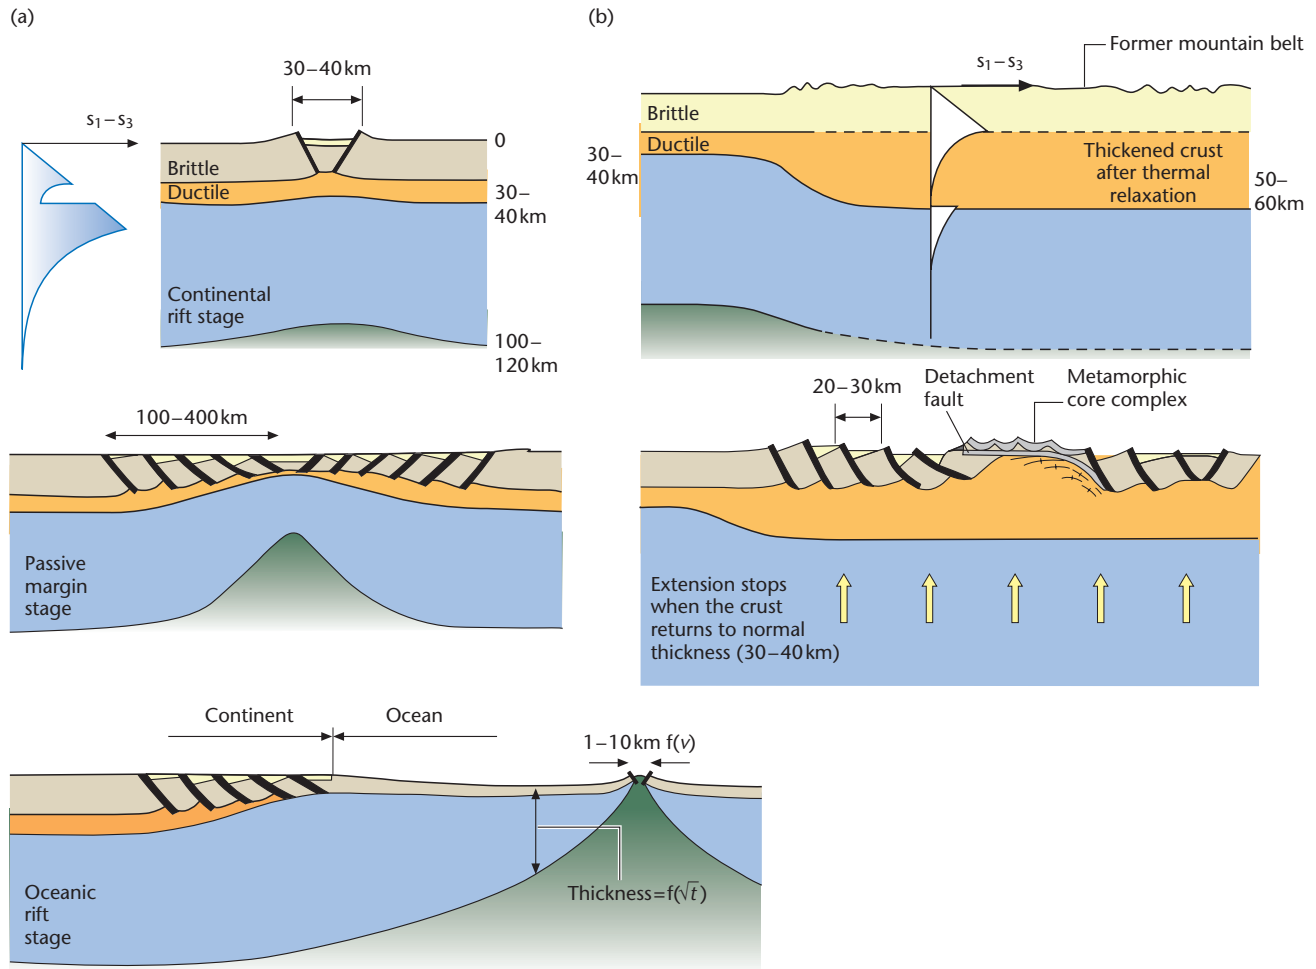 (a)
30–40 km
s₁–s₃
0
Brittle
Ductile
30–
40 km
Continental
rift stage
100–
120 km
100–400 km
Passive
margin
stage
Continent
Ocean
1–10 km f(v)
Thickness=f(√t)
Oceanic
rift
stage
(b)
Former mountain belt
s₁–s₃
Brittle
Ductile
30–
40 km
Thickened crust
after thermal
relaxation
50–
60 km
20–30 km
Detachment
fault
Metamorphic
core complex
Extension stops
when the crust
returns to normal
thickness (30–40 km)